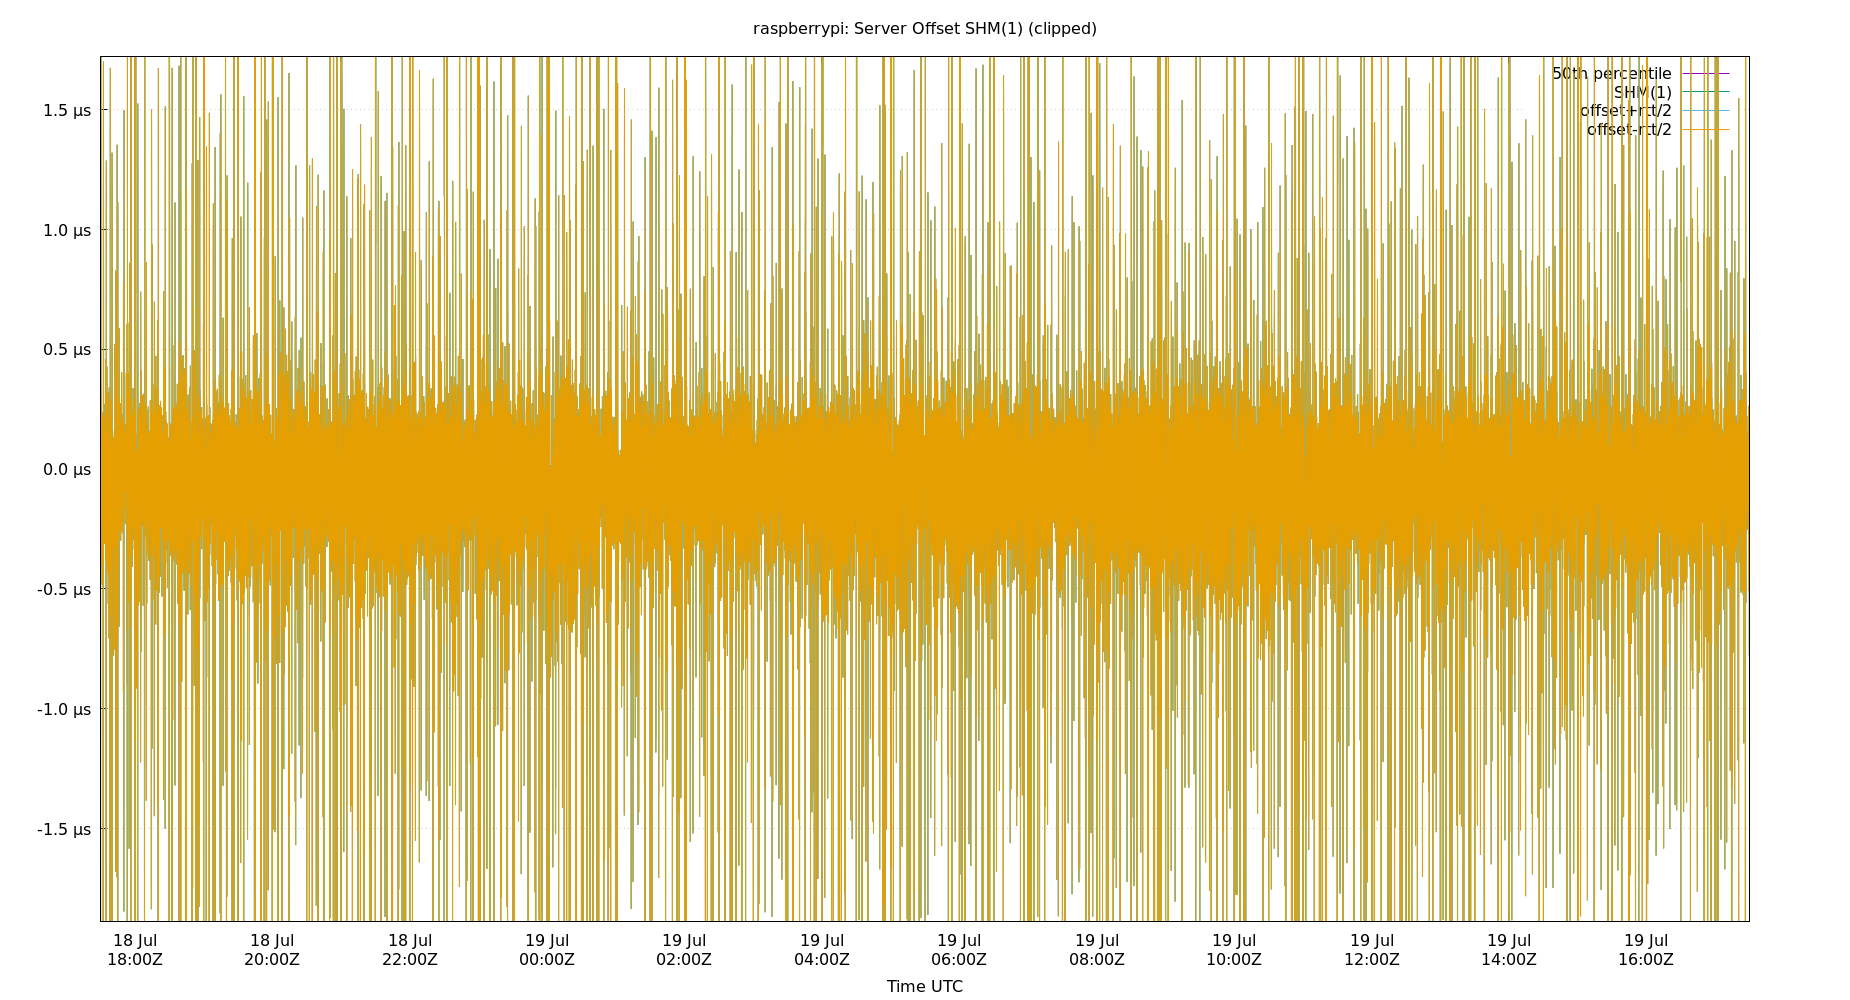 raspberrypi: Server Offset SHM(1) (clipped)
50th percentile
SHM(1)
offset+rtt/2
offset-rtt/2
1.5 µs
1.0 µs
0.5 µs
0.0 µs
-0.5 µs
-1.0 µs
-1.5 µs
18 Jul 18 Jul 18 Jul 19 Jul 19 Jul 19 Jul 19 Jul 19 Jul 19 Jul 19 Jul 19 Jul 19 Jul
18:00Z 20:00Z 22:00Z 00:00Z 02:00Z 04:00Z 06:00Z 08:00Z 10:00Z 12:00Z 14:00Z 16:00Z
Time UTC